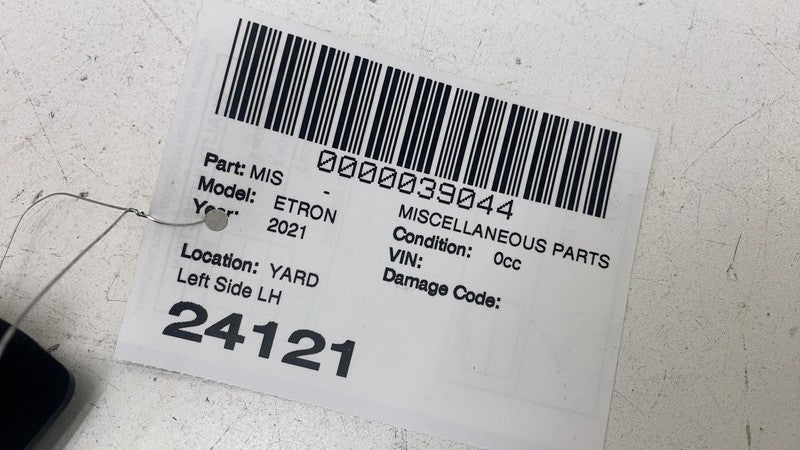 0000039044
Part: MIS -
MISCELLANEOUS PARTS
Model: ETRON
Condition: 0cc
Year: 2021
VIN:
Damage Code:
Location: YARD
Left Side LH
24121